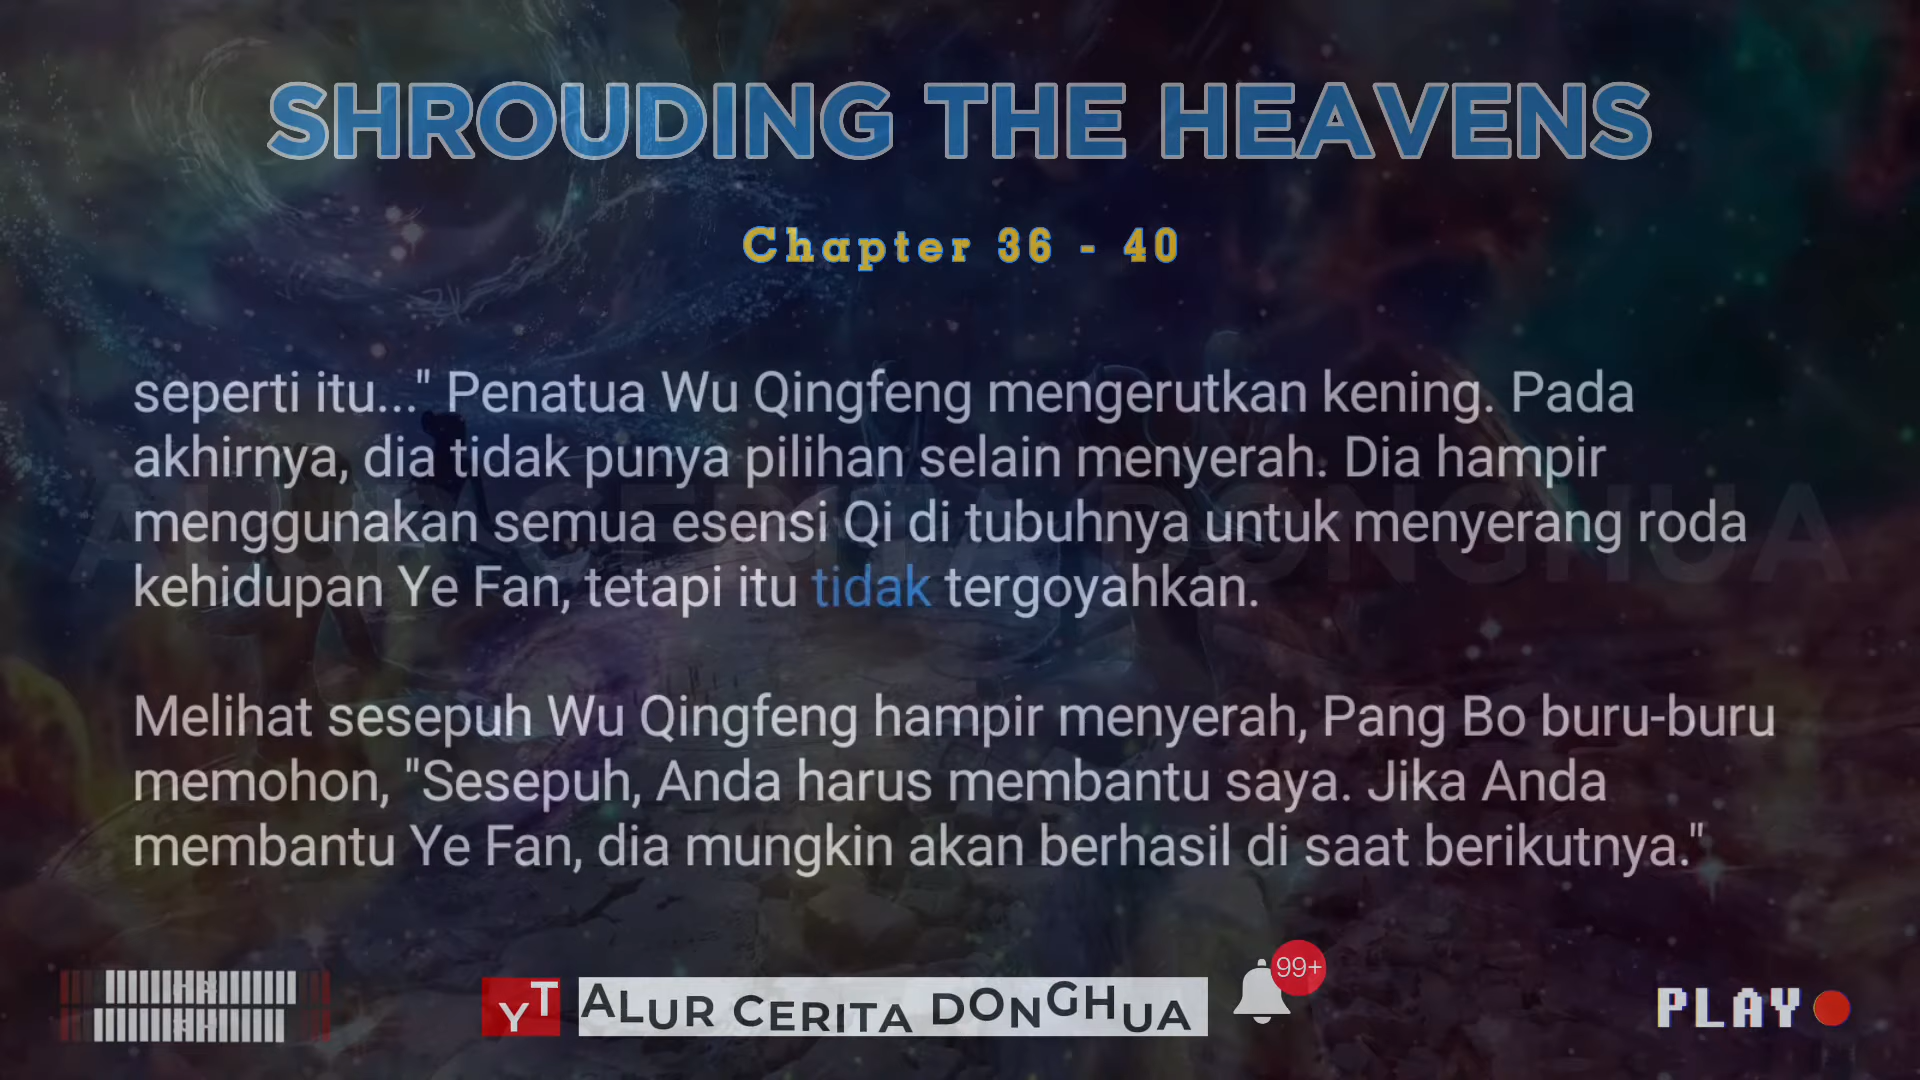 SHROUDING THE HEAVENS
Chapter 36 - 40
seperti itu..." Penatua Wu Qingfeng mengerutkan kening. Pada
akhirnya, dia tidak punya pilihan selain menyerah. Dia hampir
menggunakan semua esensi Qi di tubuhnya untuk menyerang roda
kehidupan Ye Fan, tetapi itu tidak tergoyahkan.
Melihat sesepuh Wu Qingfeng hampir menyerah, Pang Bo buru-buru
memohon, "Sesepuh, Anda harus membantu saya. Jika Anda
membantu Ye Fan, dia mungkin akan berhasil di saat berikutnya."
ALUR CERITA DONGHUA
YT ALUR CERITA DONGHUA
99+
PLAY